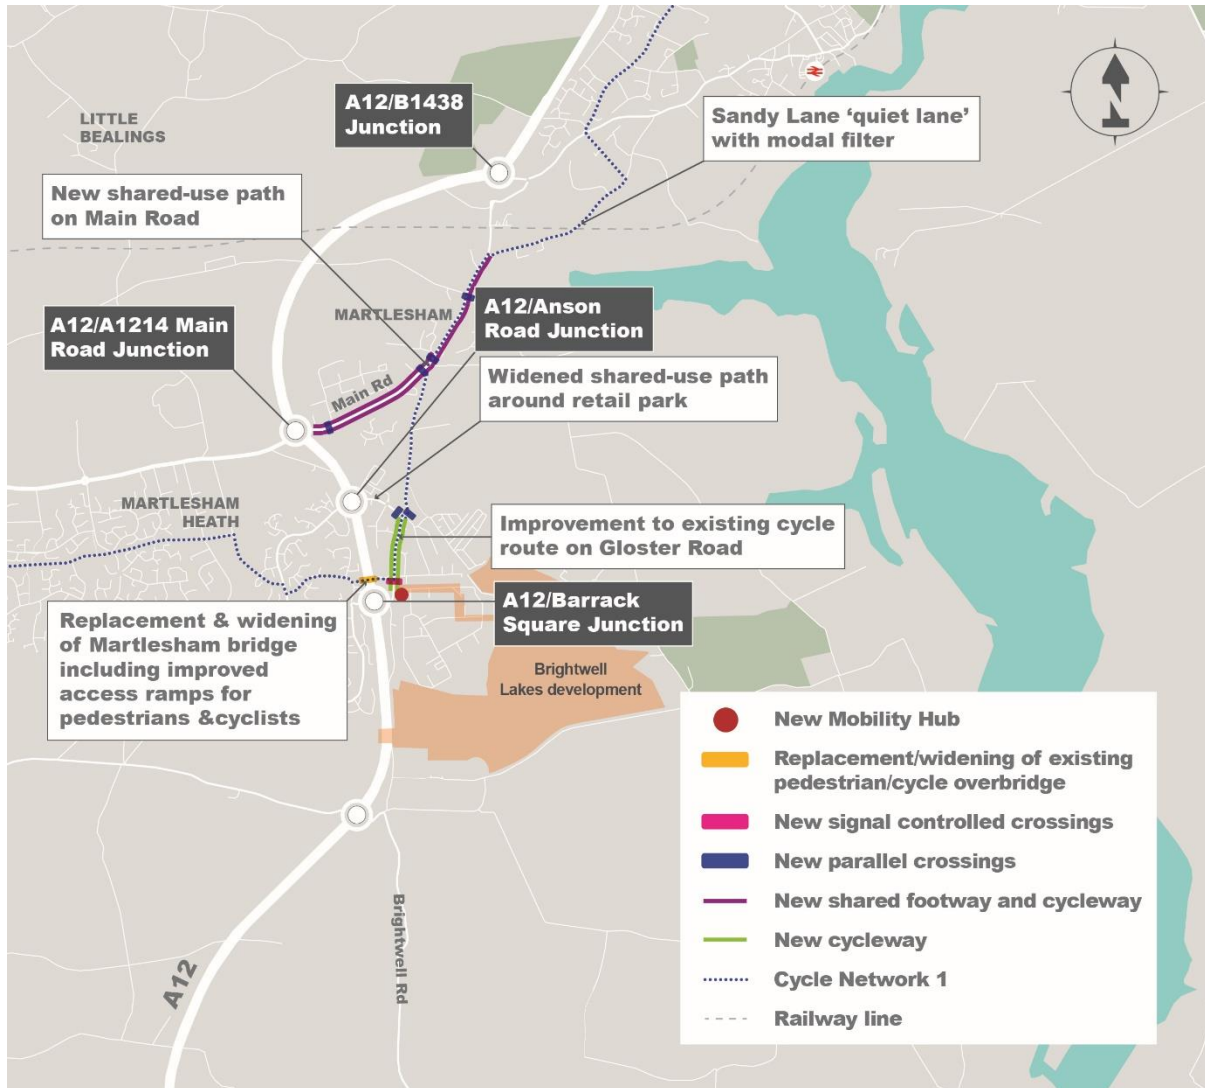 A12/B1438
Junction
LITTLE
BEALINGS
Sandy Lane ‘quiet lane’
with modal filter
N
New shared-use path
on Main Road
A12/A1214 Main
Road Junction
MARTLESHAM
A12/Anson
Road Junction
Widened shared-use path
around retail park
Main Rd
MARTLESHAM
HEATH
Improvement to existing cycle
route on Gloster Road
A12/Barrack
Square Junction
Replacement & widening
of Martlesham bridge
including improved
access ramps for
pedestrians &cyclists
Brightwell
Lakes development
Brightwell Rd
A12
New Mobility Hub
Replacement/widening of existing
pedestrian/cycle overbridge
New signal controlled crossings
New parallel crossings
New shared footway and cycleway
New cycleway
Cycle Network 1
Railway line